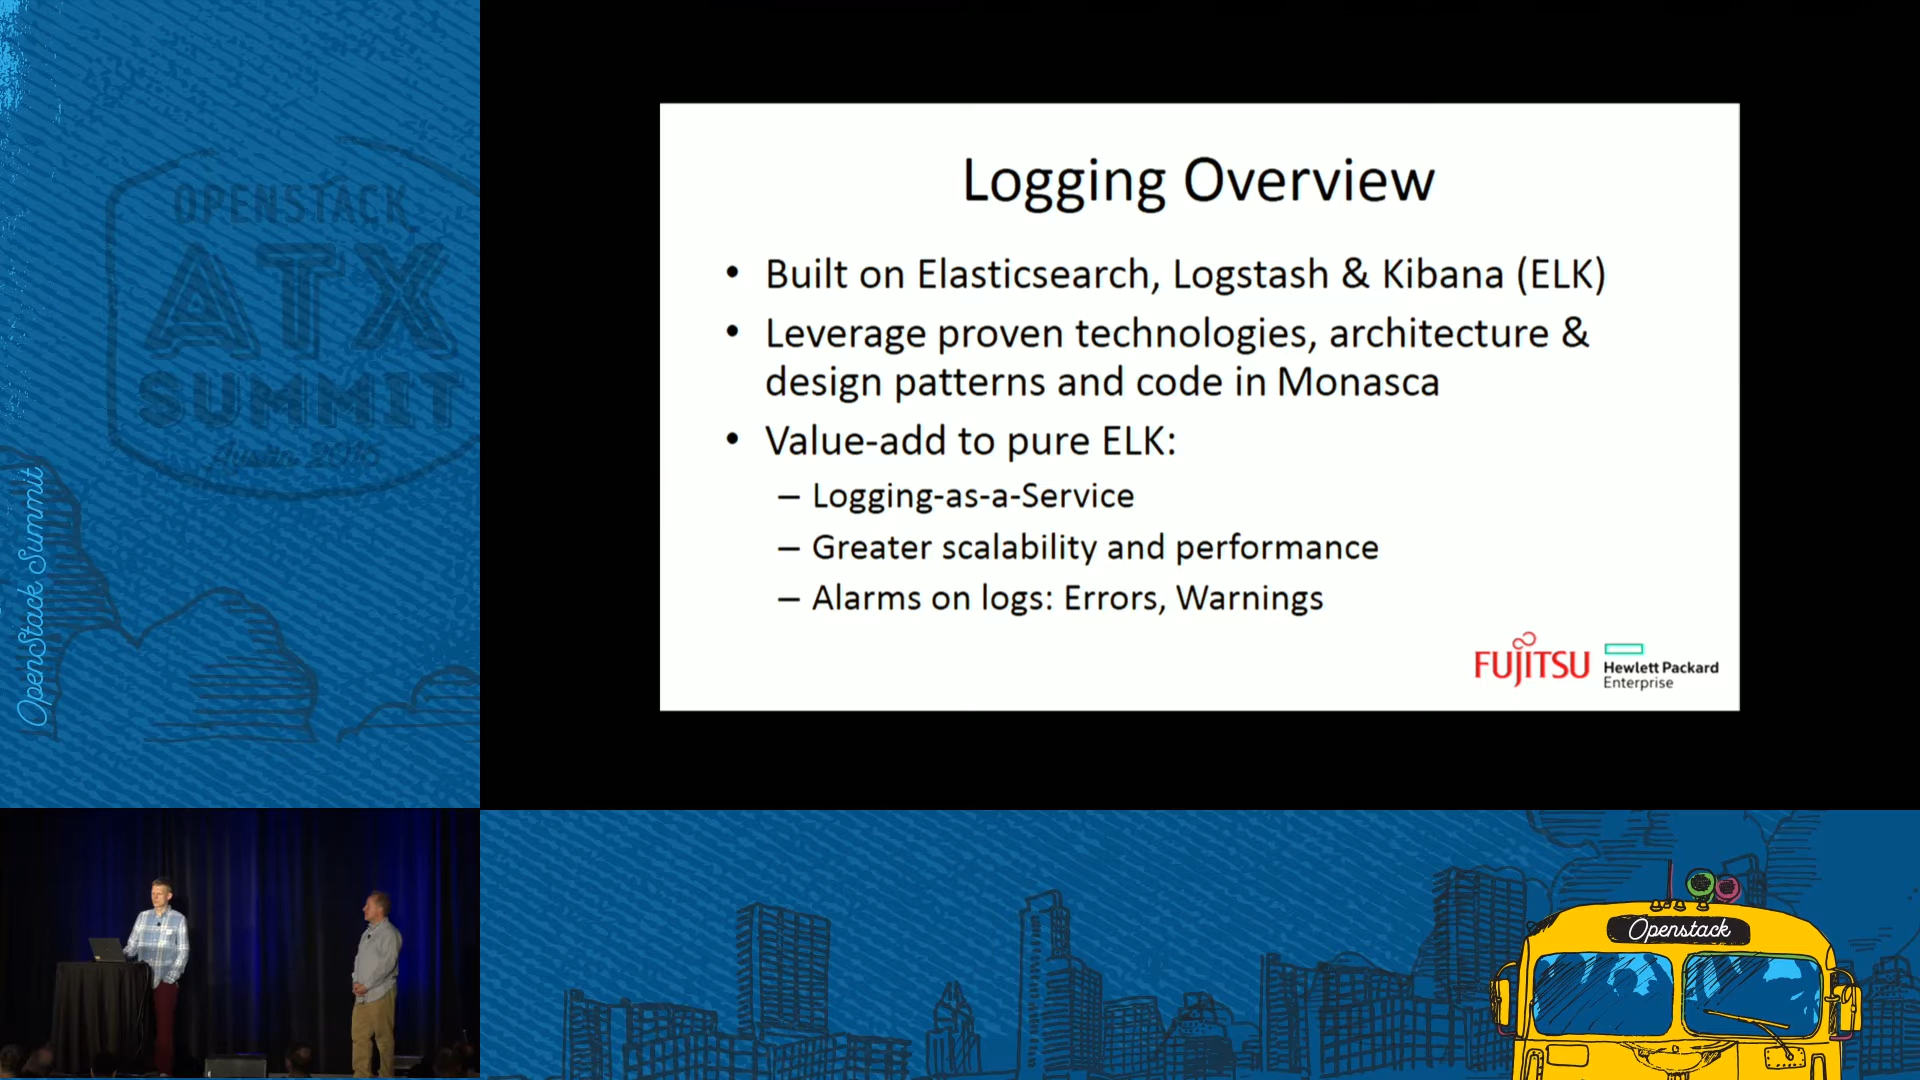 OPENSTACK
ATX
SUMMIT
Austin 2016
OpenStack Summit
Logging Overview
• Built on Elasticsearch, Logstash & Kibana (ELK)
• Leverage proven technologies, architecture &
design patterns and code in Monasca
• Value-add to pure ELK:
– Logging-as-a-Service
– Greater scalability and performance
– Alarms on logs: Errors, Warnings
FUJITSU
Hewlett Packard
Enterprise
Openstack